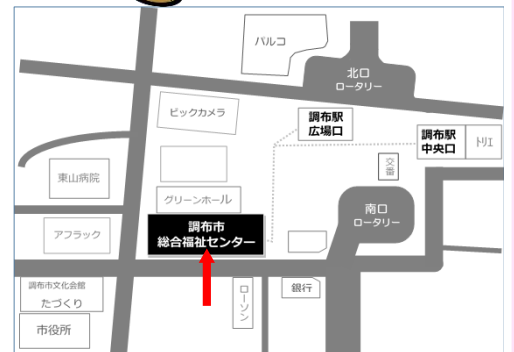 パルコ
北口
ロータリー
ビックカメラ
調布駅
広場口
調布駅
中央口
トリエ
交番
東山病院
グリーンホール
南口
ロータリー
アフラック
調布市
総合福祉センター
調布市文化会館
たづくり
ローソン
銀行
市役所